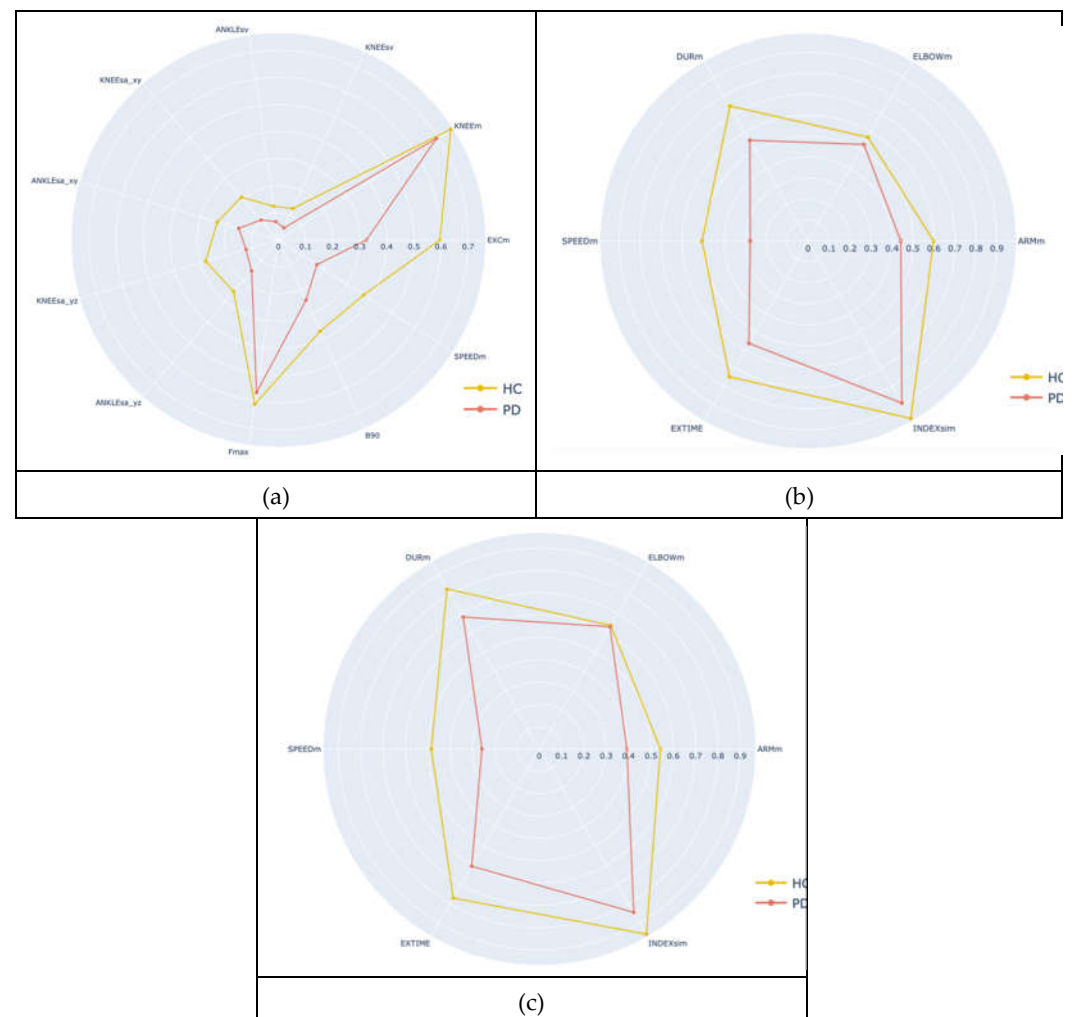 ANKLEsv
KNEEsv
KNEEsa_xy
KNEEm
ANKLEsa_xy
0 0.1 0.2 0.3 0.4 0.5 0.6 0.7
EXCm
KNEEsa_yz
SPEEDm
ANKLEsa_yz
B90
Fmax
HC
PD
(a)
DURm
ELBOWm
SPEEDm
0 0.1 0.2 0.3 0.4 0.5 0.6 0.7 0.8 0.9
ARMm
EXTIME
INDEXsim
HC
PD
(b)
DURm
ELBOWm
SPEEDm
0 0.1 0.2 0.3 0.4 0.5 0.6 0.7 0.8 0.9
ARMm
EXTIME
INDEXsim
HC
PD
(c)